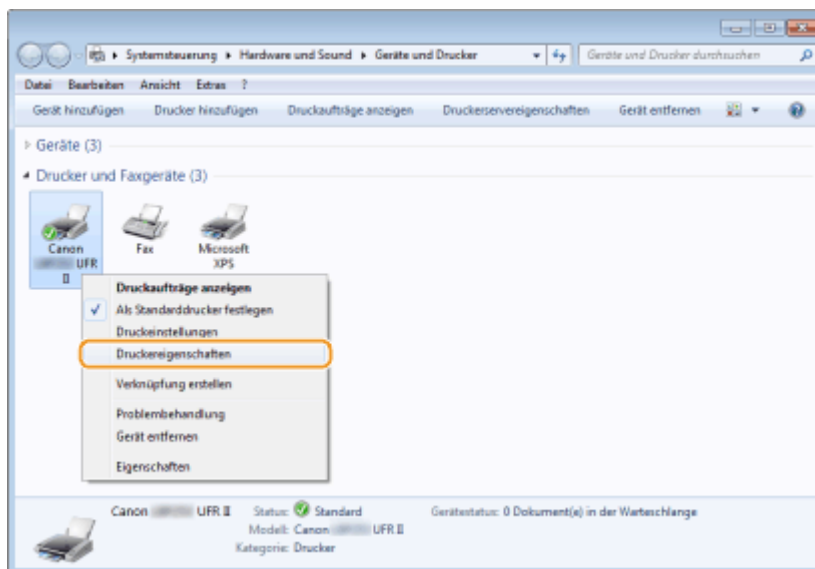 Systemsteuerung Hardware und Sound Geräte und Drucker Geräte und Drucker durchsuchen
Datei Bearbeiten Ansicht Extras ?
Gerät hinzufügen Drucker hinzufügen Druckaufträge anzeigen Druckerservereigenschaften Gerät entfernen
Geräte (3)
Drucker und Faxgeräte (3)
Canon Fax Microsoft
UFR XPS
II
Druckaufträge anzeigen
Als Standarddrucker festlegen
Druckeinstellungen
Druckereigenschaften
Verknüpfung erstellen
Problembehandlung
Gerät entfernen
Eigenschaften
Canon UFR II Status: Standard Gerätestatus: 0 Dokument(e) in der Warteschlange
Modell: Canon UFR II
Kategorie: Drucker